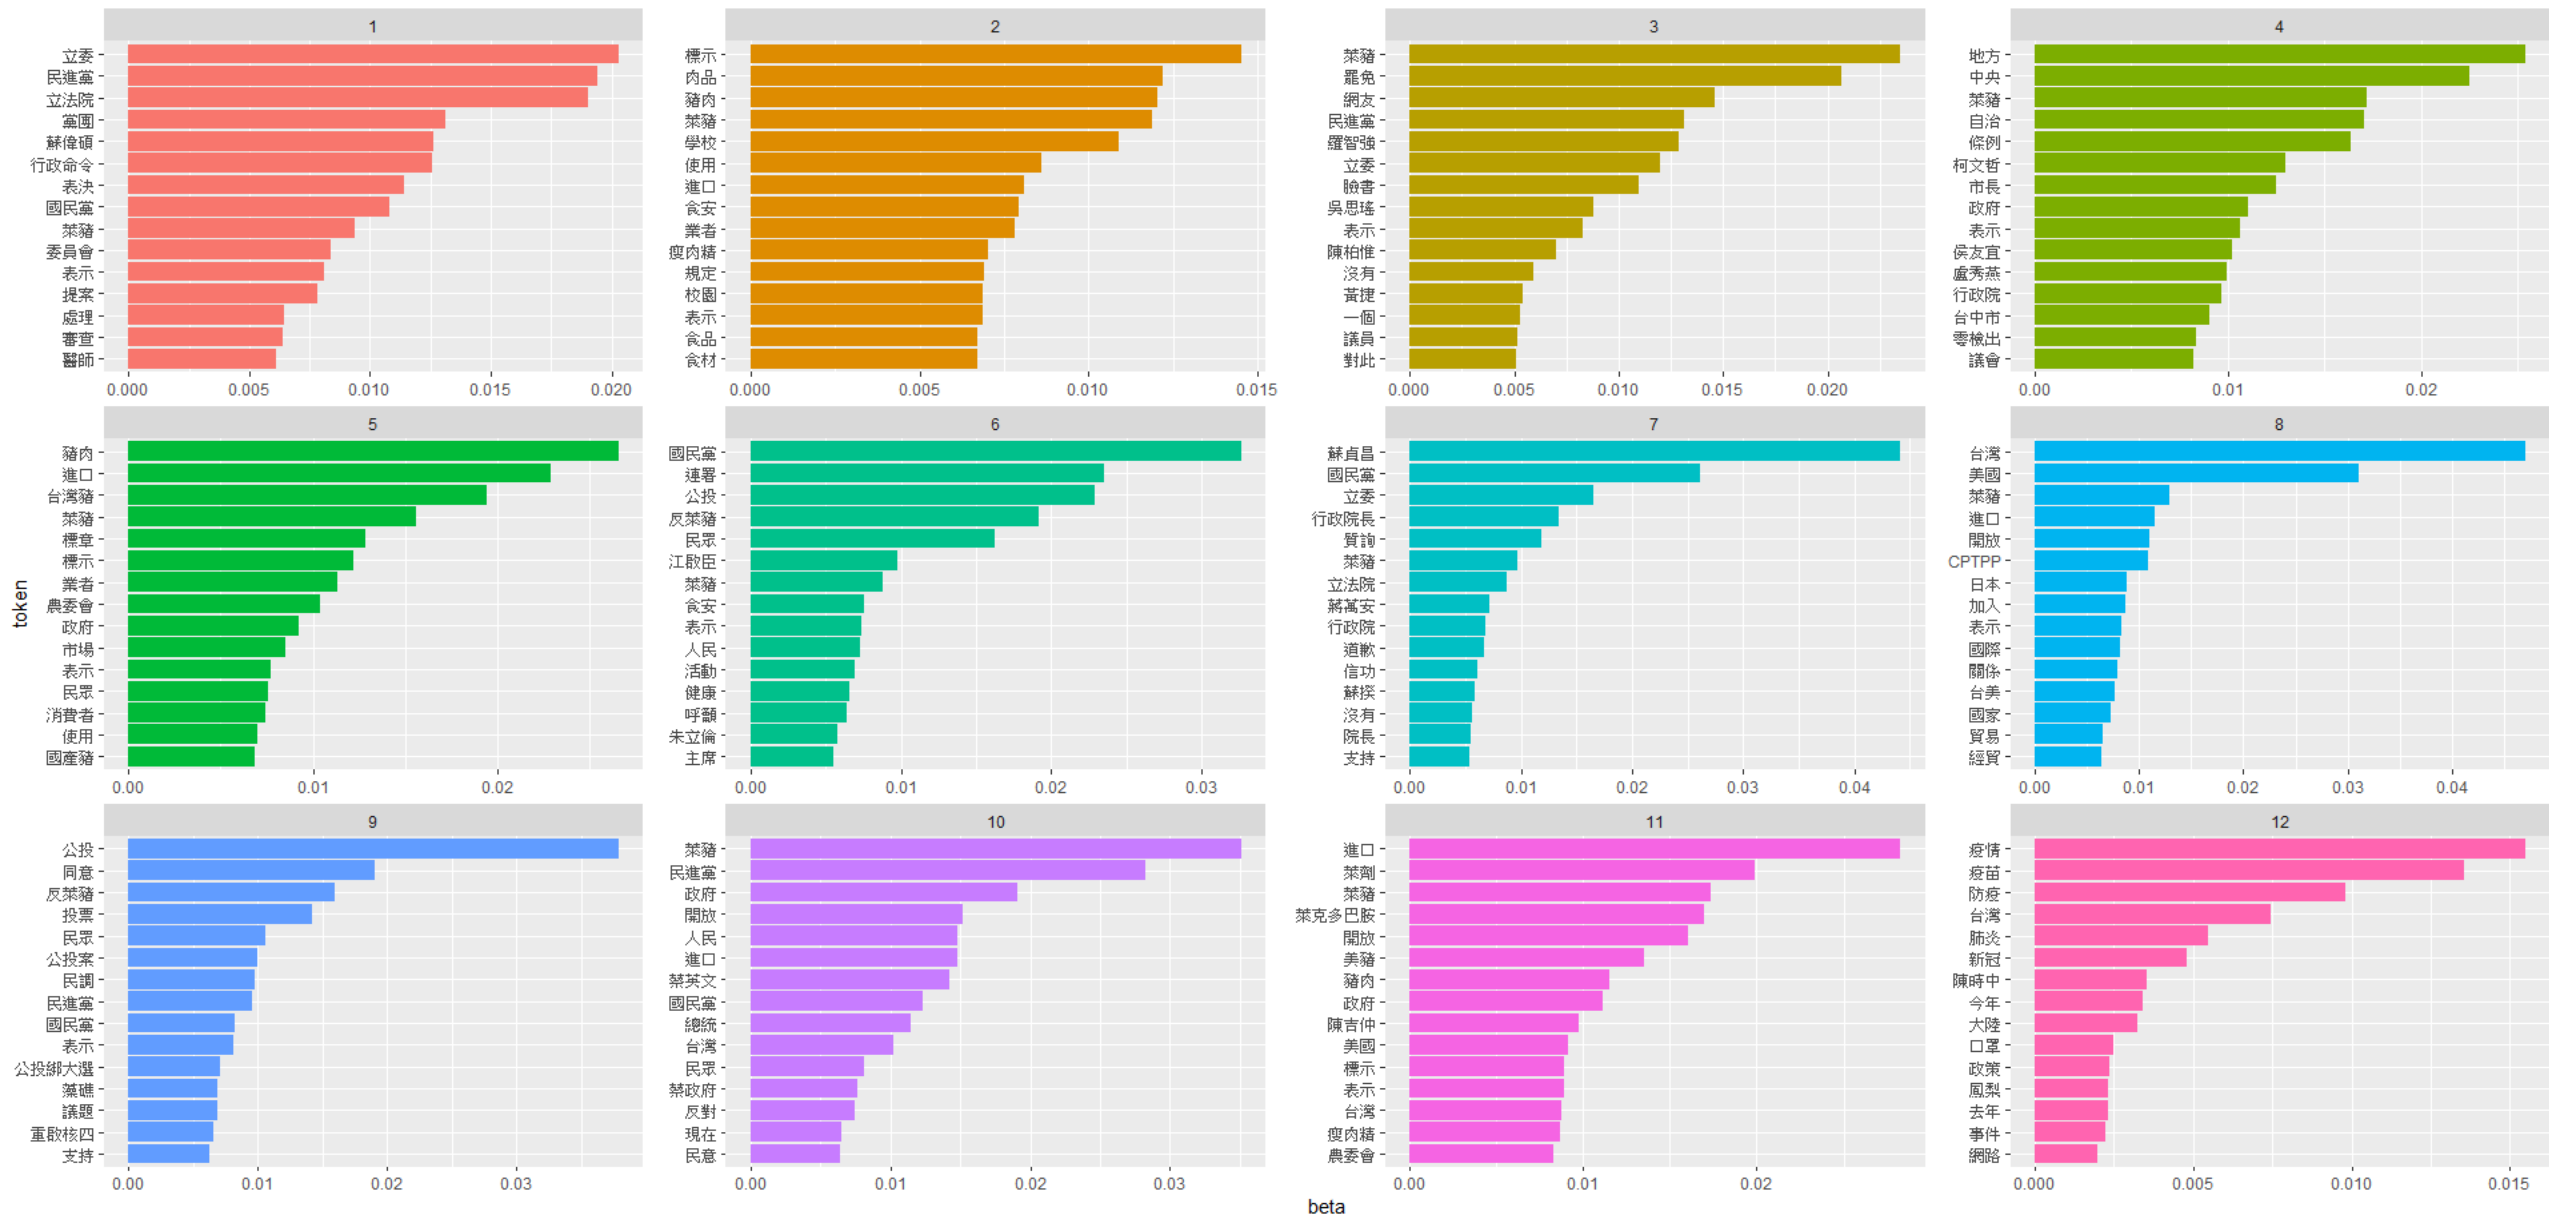 1
立委
民進黨
立法院
黨團
蘇偉碩
行政命令
表決
國民黨
萊豬
委員會
表示
提案
處理
審查
醫師
0.000 0.005 0.010 0.015 0.020
2
標示
肉品
豬肉
萊豬
學校
使用
進口
食安
業者
瘦肉精
規定
校園
表示
食品
食材
0.000 0.005 0.010 0.015
3
萊豬
罷免
網友
民進黨
羅智強
立委
臉書
吳思瑤
表示
陳柏惟
沒有
黃捷
一個
議員
對此
0.000 0.005 0.010 0.015 0.020
4
地方
中央
萊豬
自治
條例
柯文哲
市長
政府
表示
侯友宜
盧秀燕
行政院
台中市
零檢出
議會
0.00 0.01 0.02
token
5
豬肉
進口
台灣豬
萊豬
標章
標示
業者
農委會
政府
市場
表示
民眾
消費者
使用
國產豬
0.00 0.01 0.02
6
國民黨
連署
公投
反萊豬
民眾
江啟臣
萊豬
食安
表示
人民
活動
健康
呼籲
朱立倫
主席
0.00 0.01 0.02 0.03
7
蘇貞昌
國民黨
立委
行政院長
質詢
萊豬
立法院
蔣萬安
行政院
道歉
信功
蘇揆
沒有
院長
支持
0.00 0.01 0.02 0.03 0.04
8
台灣
美國
萊豬
進口
開放
CPTPP
日本
加入
表示
國際
關係
台美
國家
貿易
經貿
0.00 0.01 0.02 0.03 0.04
9
公投
同意
反萊豬
投票
民眾
公投案
民調
民進黨
國民黨
表示
公投綁大選
藻礁
議題
重啟核四
支持
0.00 0.01 0.02 0.03
10
萊豬
民進黨
政府
開放
人民
進口
蔡英文
國民黨
總統
台灣
民眾
蔡政府
反對
現在
民意
0.00 0.01 0.02 0.03
11
進口
萊劑
萊豬
萊克多巴胺
開放
美豬
豬肉
政府
陳吉仲
美國
標示
表示
台灣
瘦肉精
農委會
0.00 0.01 0.02
12
疫情
疫苗
防疫
台灣
肺炎
新冠
陳時中
今年
大陸
口罩
政策
鳳梨
去年
事件
網路
0.000 0.005 0.010 0.015
beta